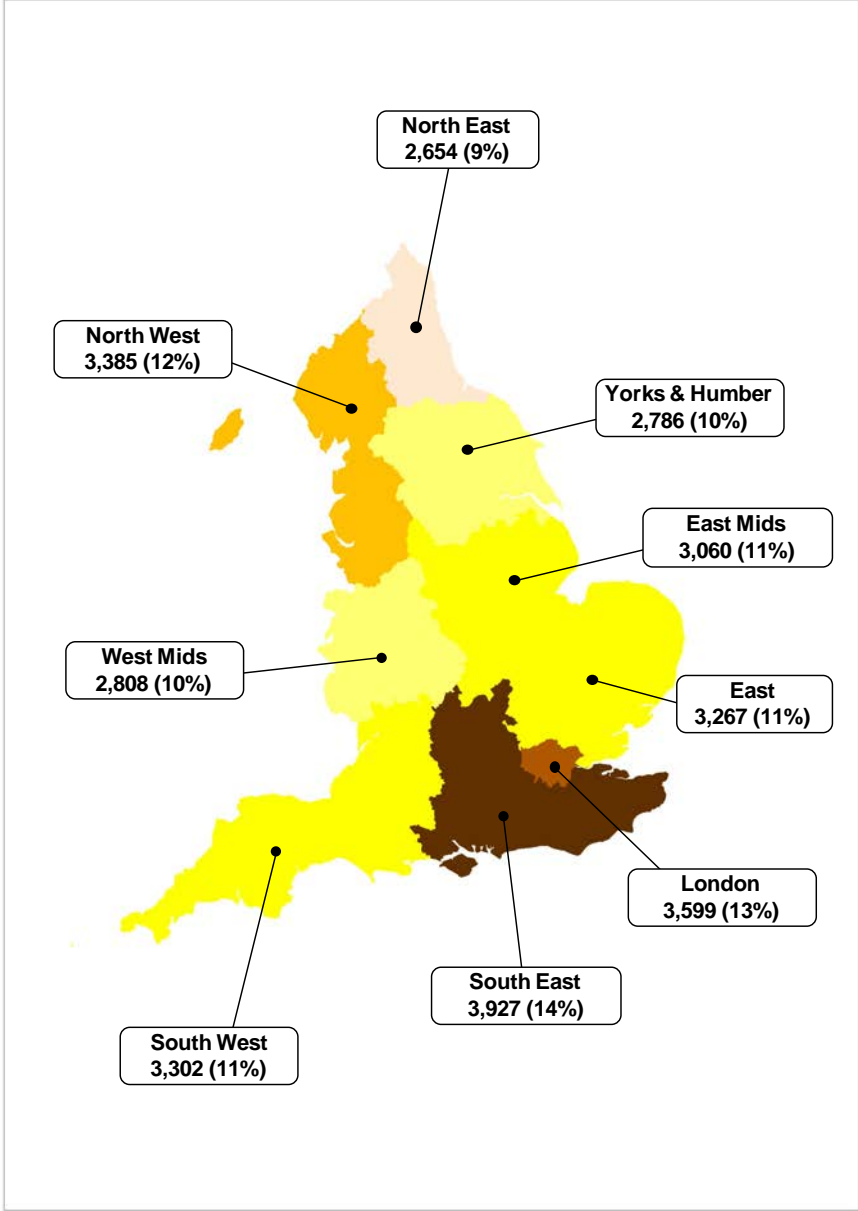 North East
2,654 (9%)
North West
3,385 (12%)
Yorks & Humber
2,786 (10%)
East Mids
3,060 (11%)
West Mids
2,808 (10%)
East
3,267 (11%)
London
3,599 (13%)
South East
3,927 (14%)
South West
3,302 (11%)